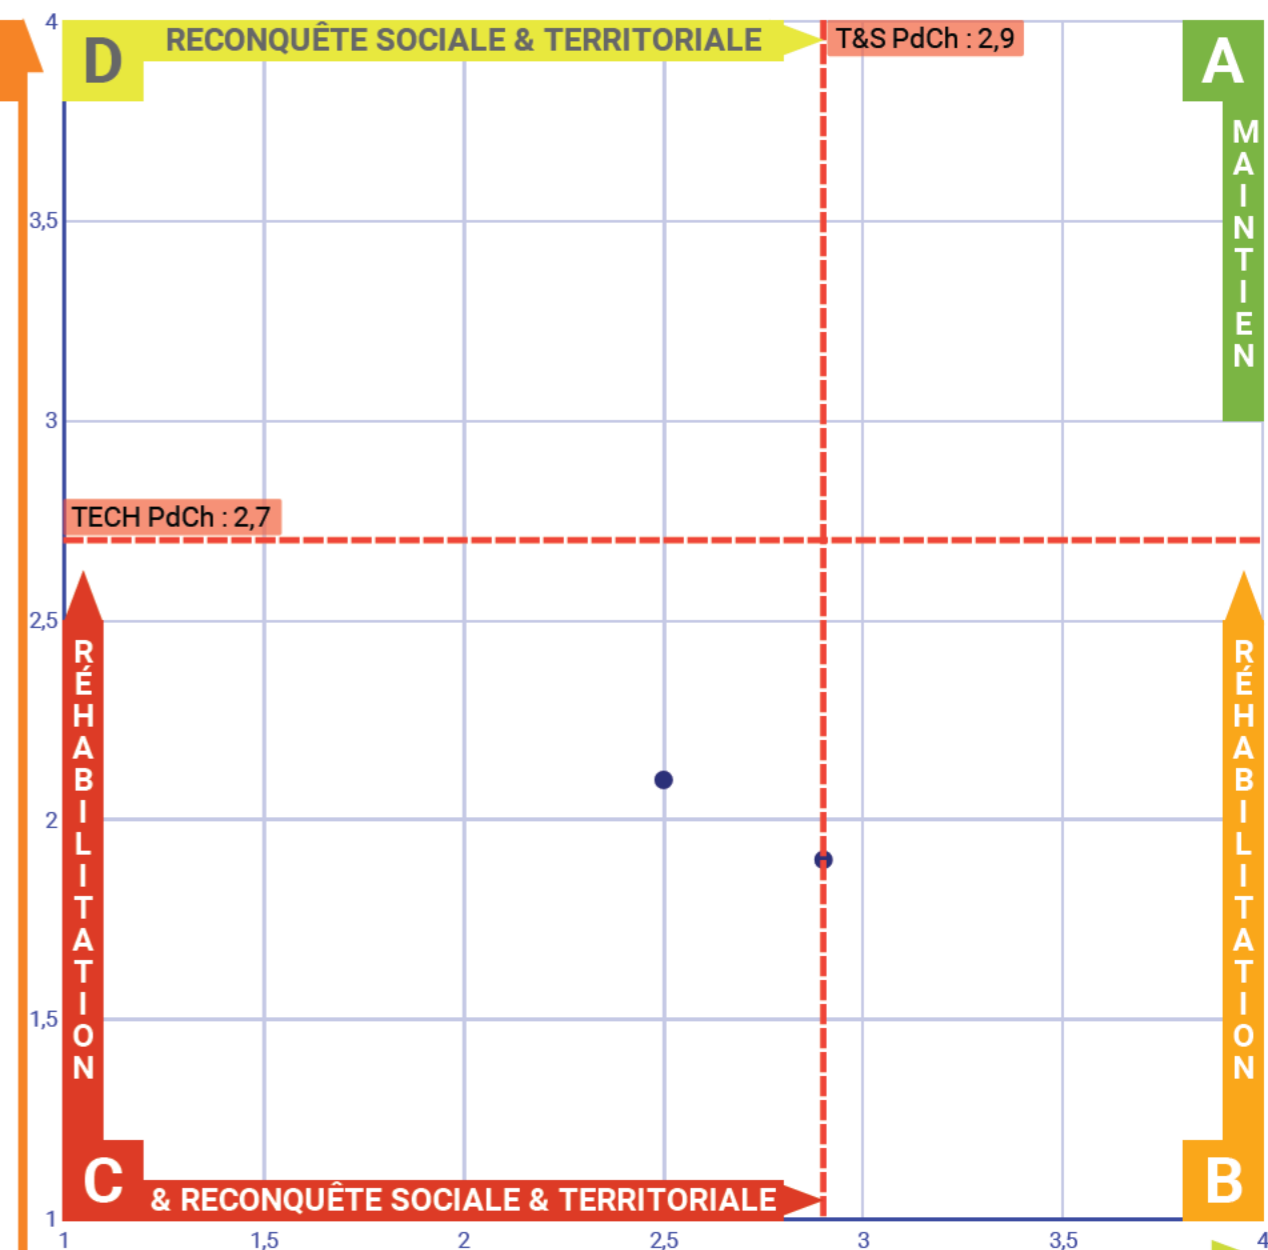 4
D
RECONQUÊTE SOCIALE & TERRITORIALE
T&S PdCh : 2,9
A
MAINTIEN
3,5
3
TECH PdCh : 2,7
2,5
RÉHABILITATION
RÉHABILITATION
2
1,5
C
& RECONQUÊTE SOCIALE & TERRITORIALE
B
1
1 1,5 2 2,5 3 3,5 4